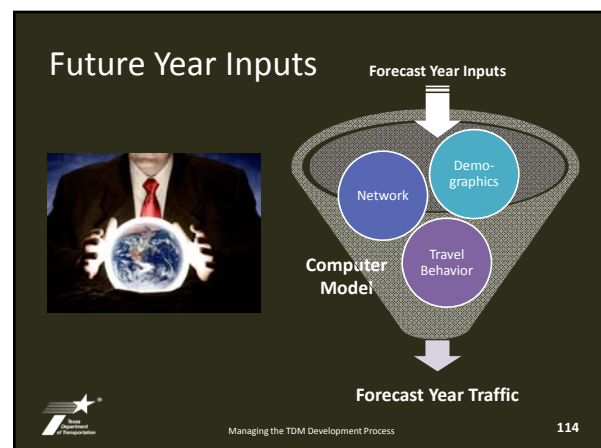 Future Year Inputs
Forecast Year Inputs
Demo-
graphics
Network
Travel
Behavior
Computer
Model
Forecast Year Traffic
®
Texas
Department
of Transportation
Managing the TDM Development Process
114